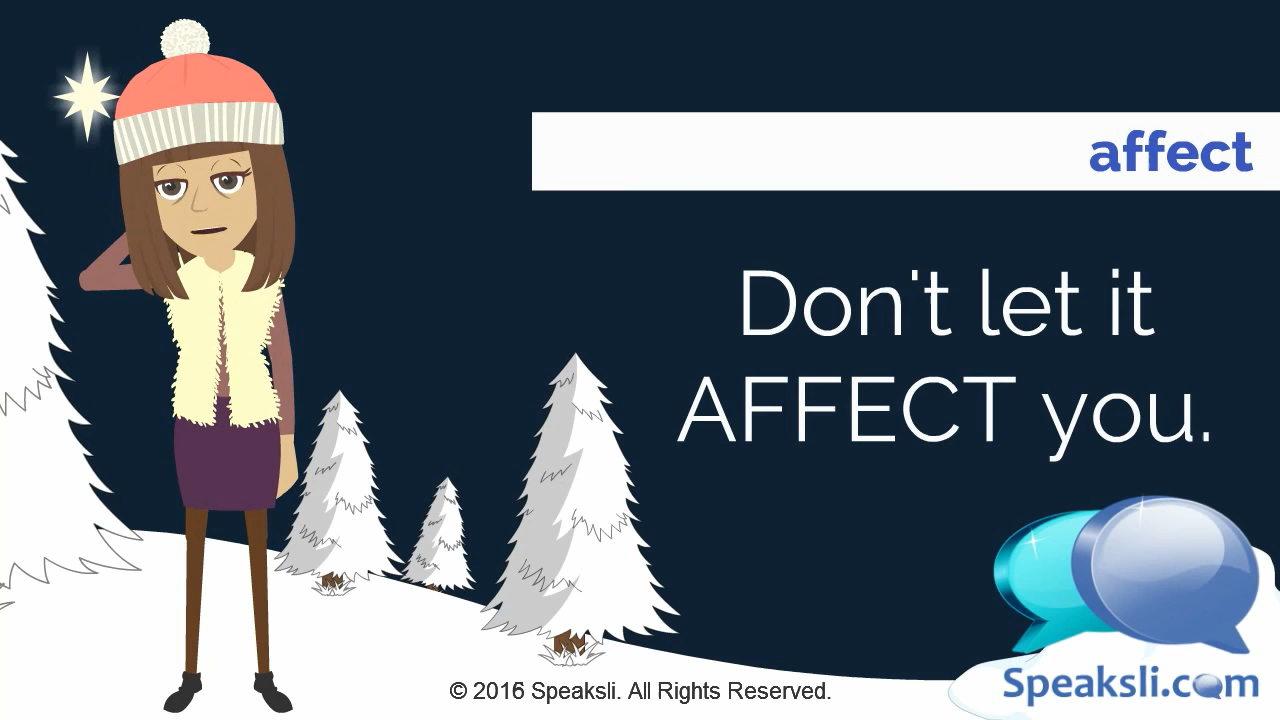 affect
Don't let it
AFFECT you.
Speaksli.com
© 2016 Speaksli. All Rights Reserved.